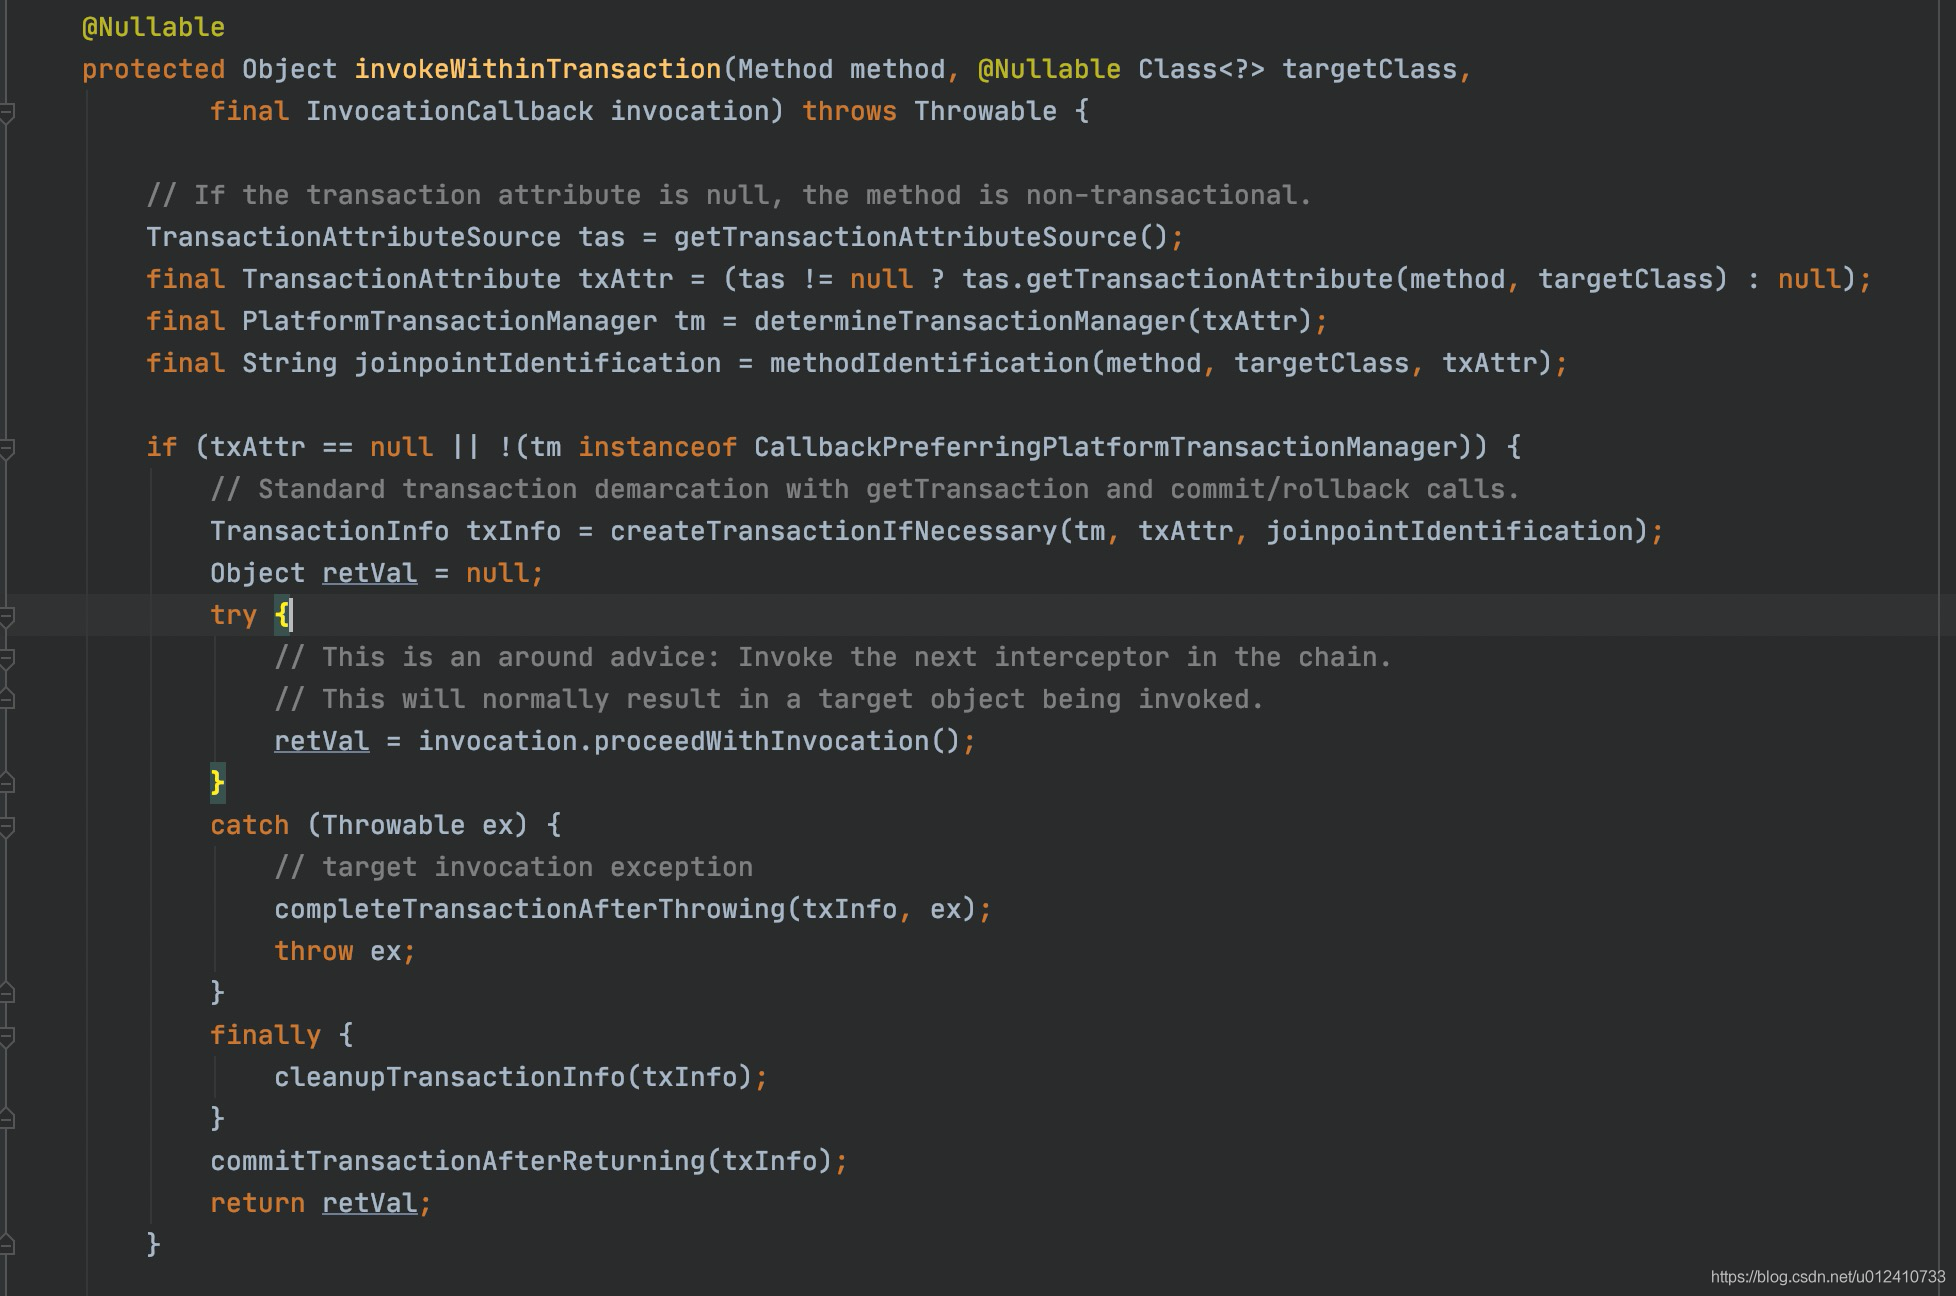 @Nullable
protected Object invokeWithinTransaction(Method method, @Nullable Class<?> targetClass,
final InvocationCallback invocation) throws Throwable {
// If the transaction attribute is null, the method is non-transactional.
TransactionAttributeSource tas = getTransactionAttributeSource();
final TransactionAttribute txAttr = (tas != null ? tas.getTransactionAttribute(method, targetClass) : null);
final PlatformTransactionManager tm = determineTransactionManager(txAttr);
final String joinpointIdentification = methodIdentification(method, targetClass, txAttr);
if (txAttr == null || !(tm instanceof CallbackPreferringPlatformTransactionManager)) {
// Standard transaction demarcation with getTransaction and commit/rollback calls.
TransactionInfo txInfo = createTransactionIfNecessary(tm, txAttr, joinpointIdentification);
Object retVal = null;
try {
// This is an around advice: Invoke the next interceptor in the chain.
// This will normally result in a target object being invoked.
retVal = invocation.proceedWithInvocation();
}
catch (Throwable ex) {
// target invocation exception
completeTransactionAfterThrowing(txInfo, ex);
throw ex;
}
finally {
cleanupTransactionInfo(txInfo);
}
commitTransactionAfterReturning(txInfo);
return retVal;
}
https://blog.csdn.net/u012410733